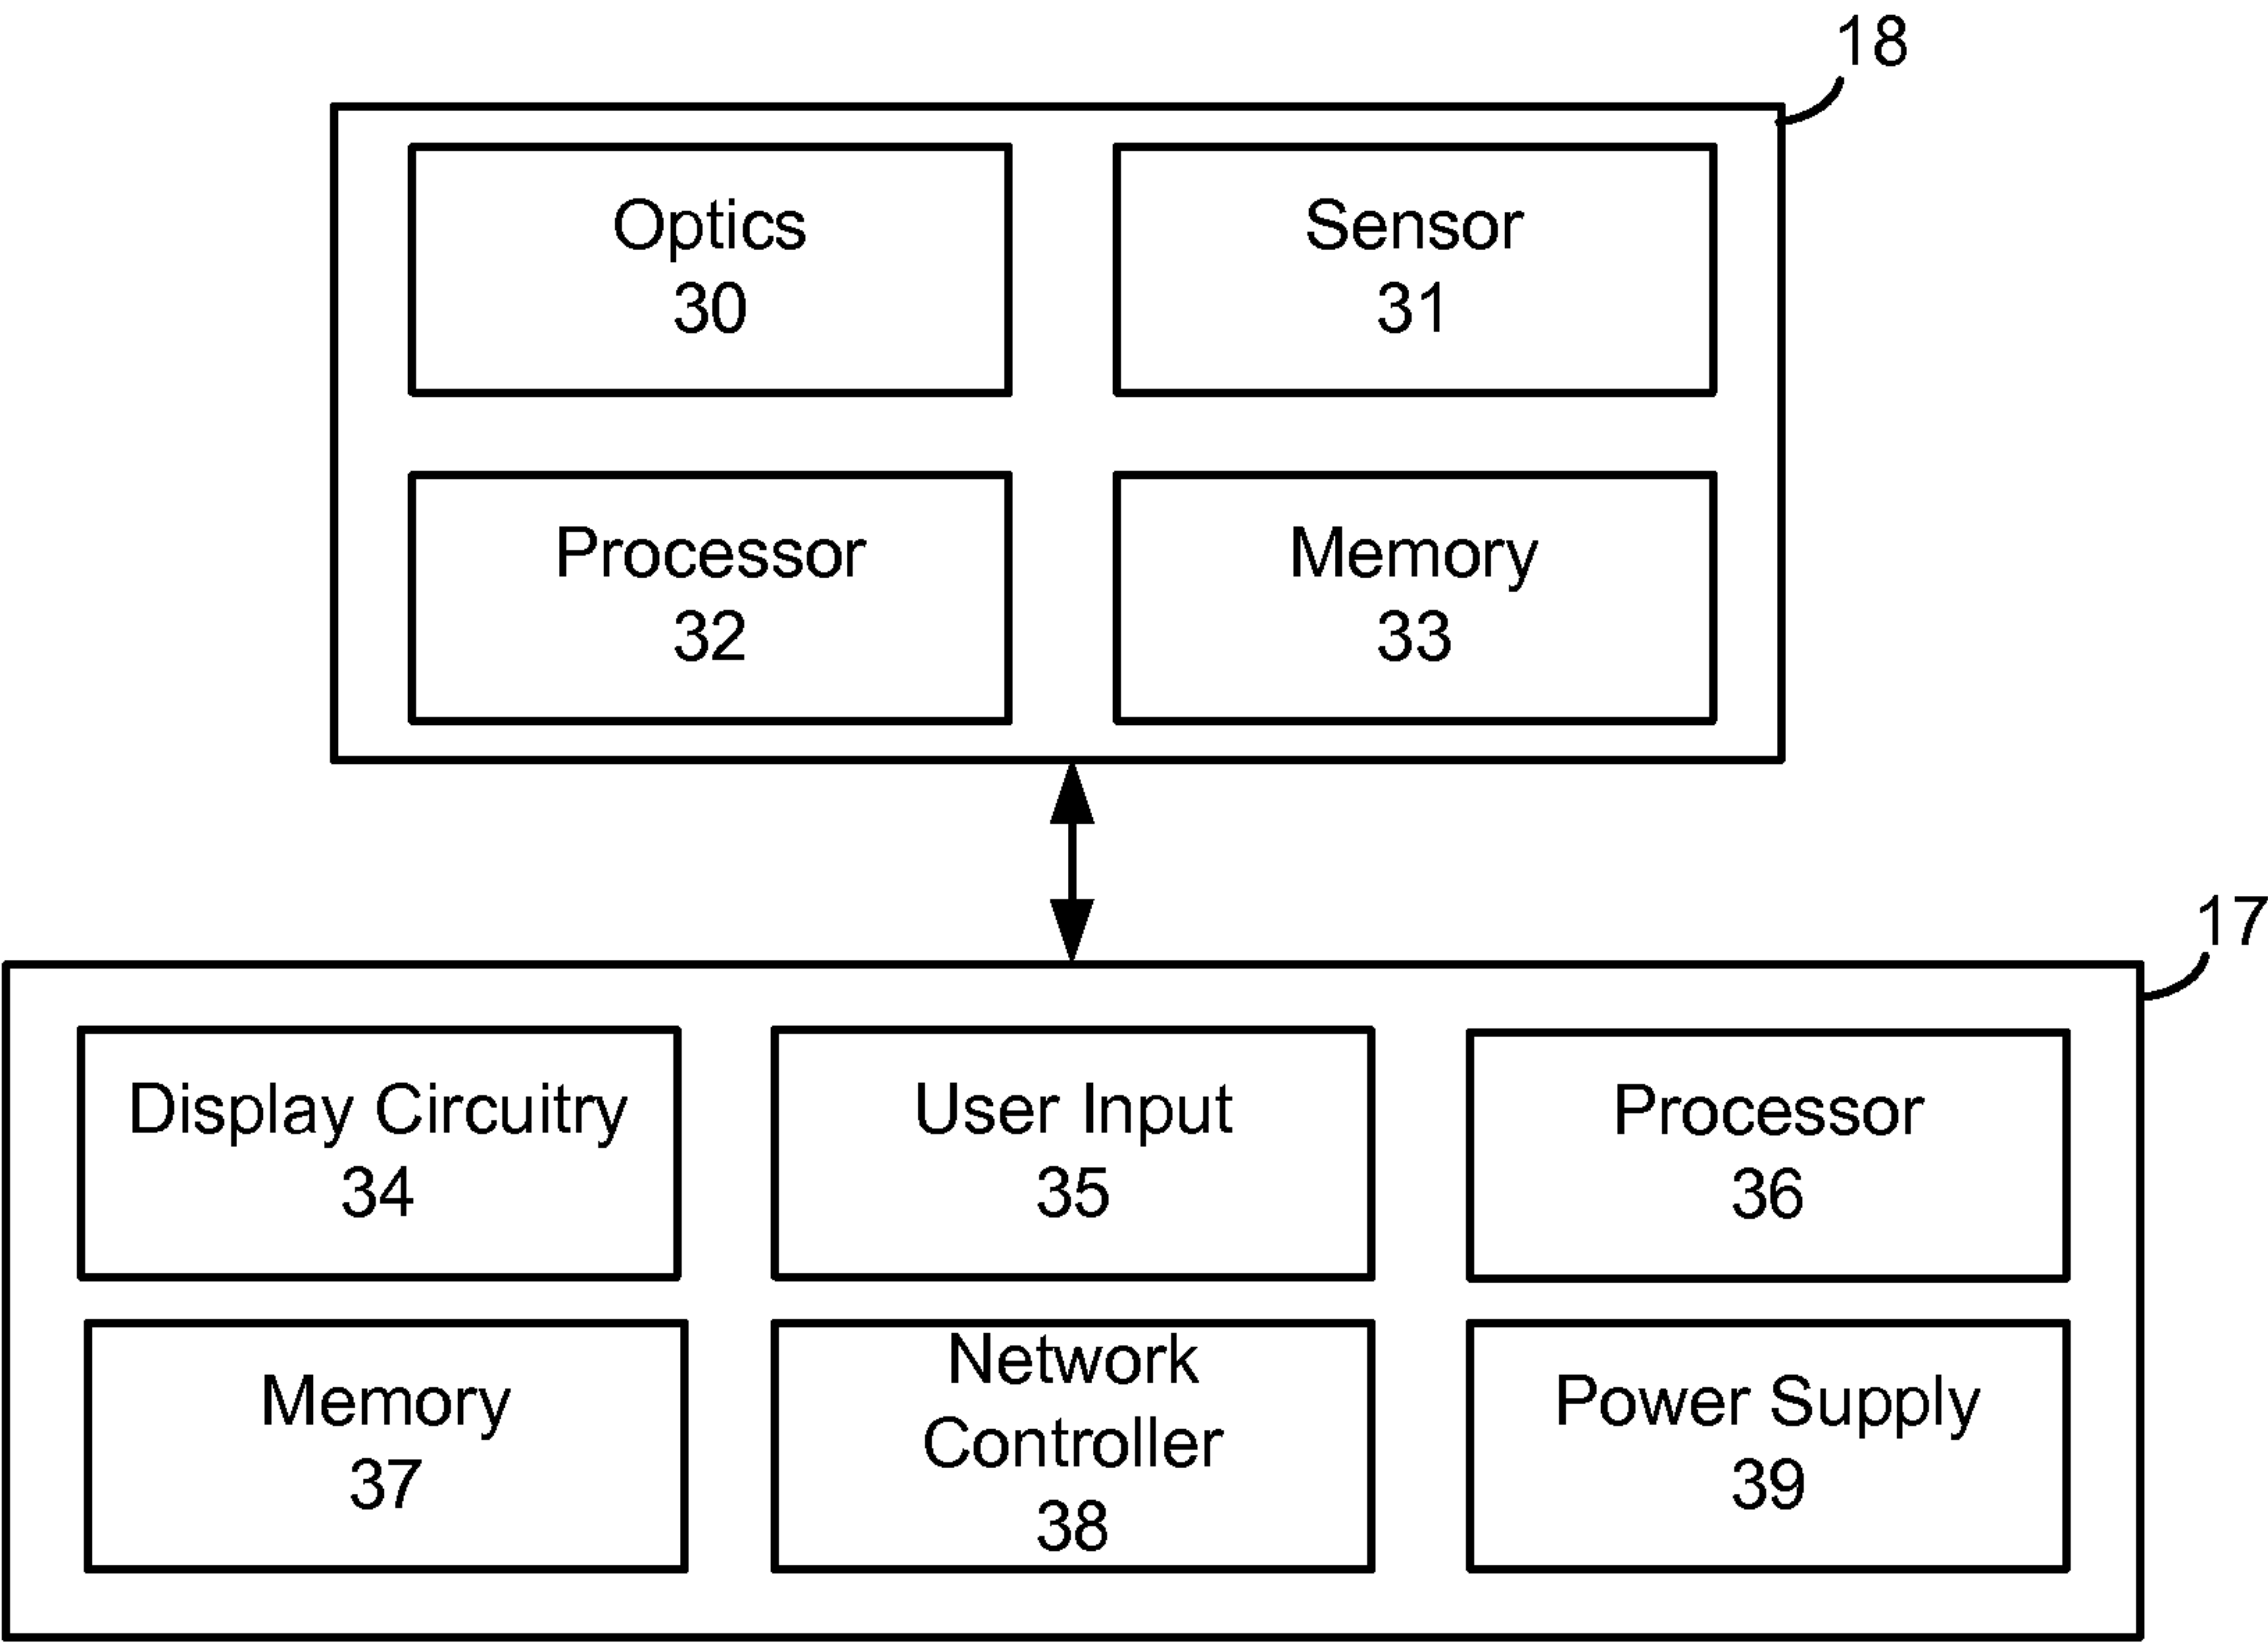 18
Optics
30
Sensor
31
Processor
32
Memory
33
17
Display Circuitry
34
User Input
35
Processor
36
Memory
37
Network
Controller
38
Power Supply
39